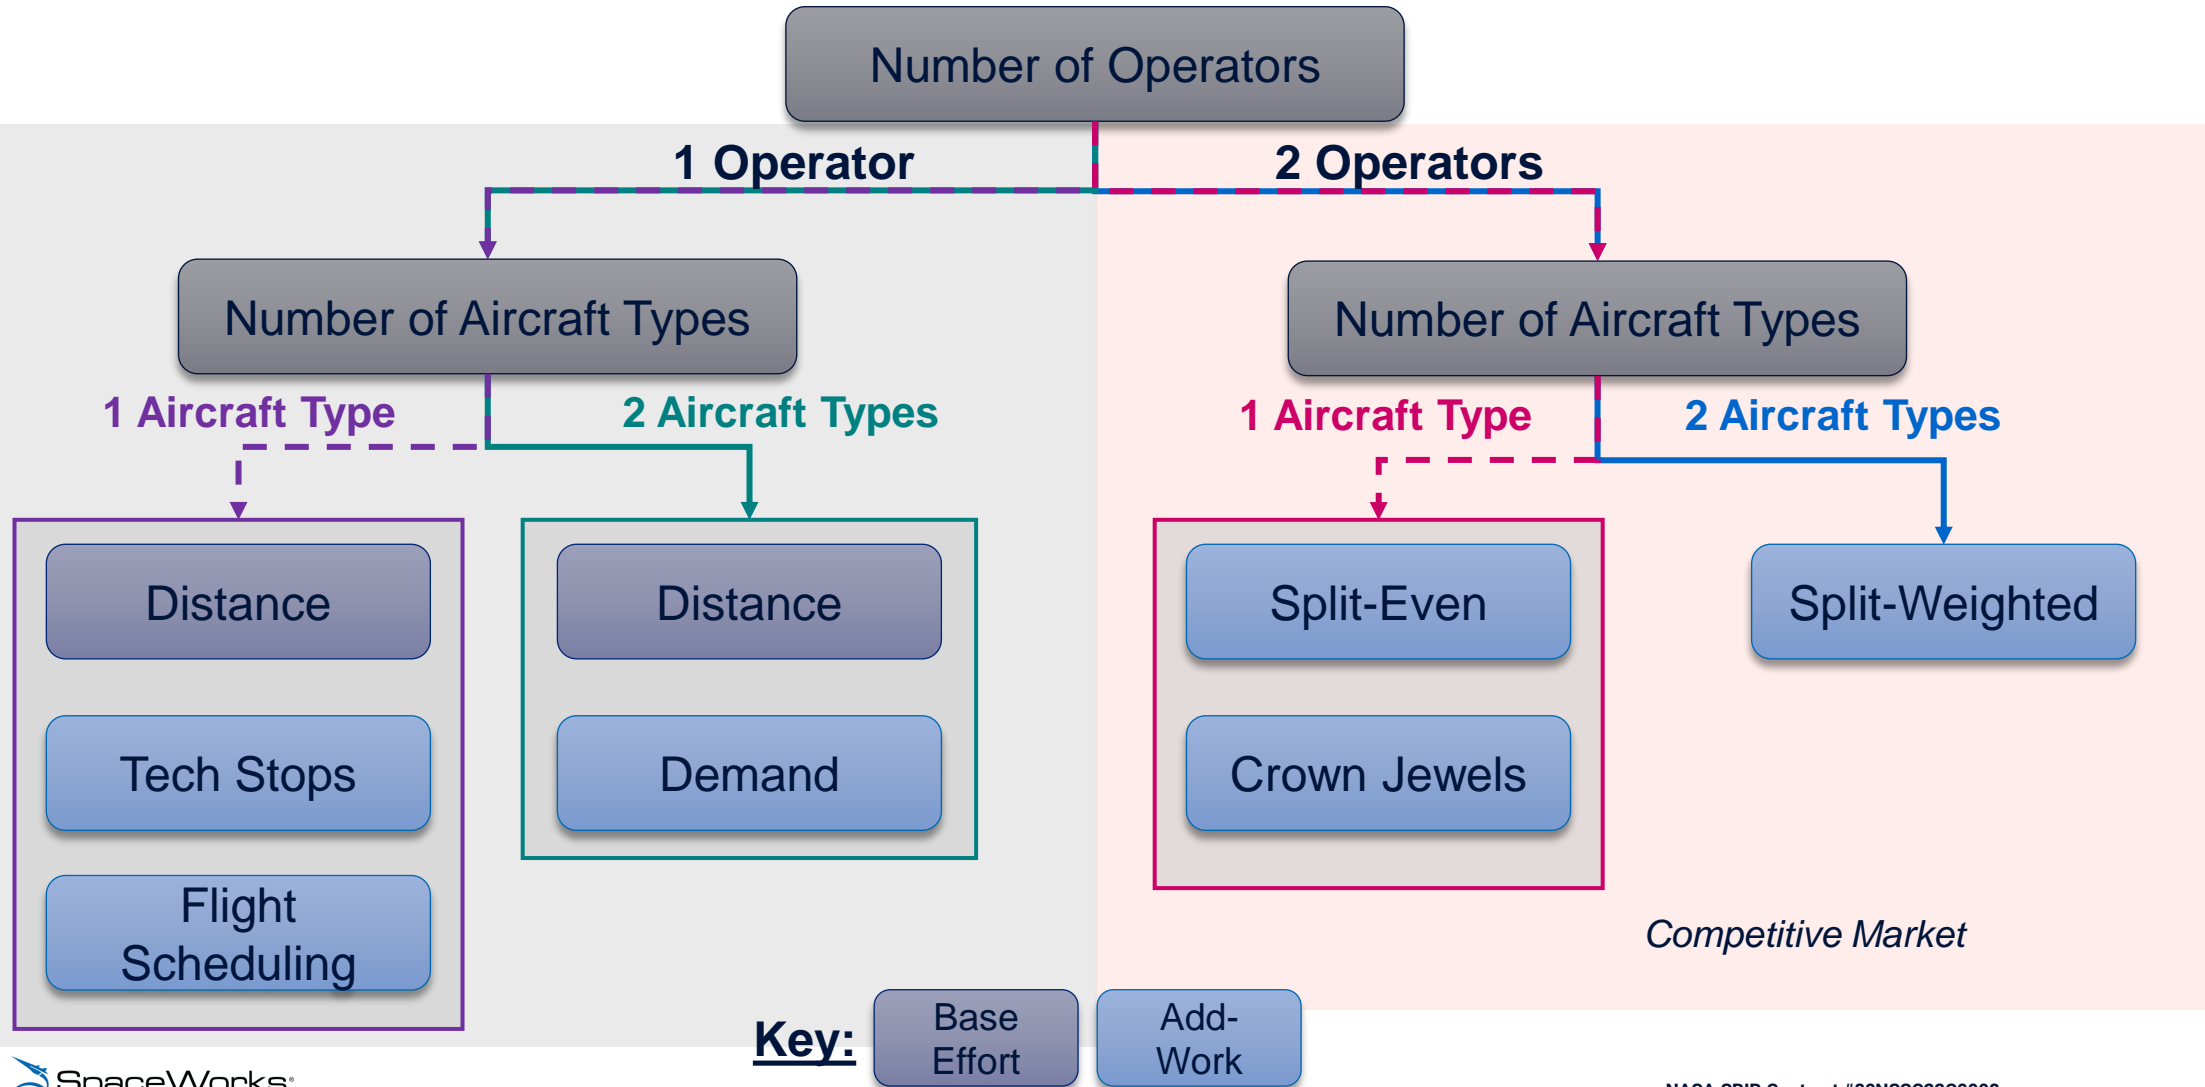 Number of Operators
1 Operator
2 Operators
Number of Aircraft Types
Number of Aircraft Types
1 Aircraft Type
2 Aircraft Types
1 Aircraft Type
2 Aircraft Types
Distance
Distance
Split-Even
Split-Weighted
Tech Stops
Demand
Crown Jewels
Flight
Scheduling
Competitive Market
Key:
Base
Effort
Add-
Work
SpaceWorks